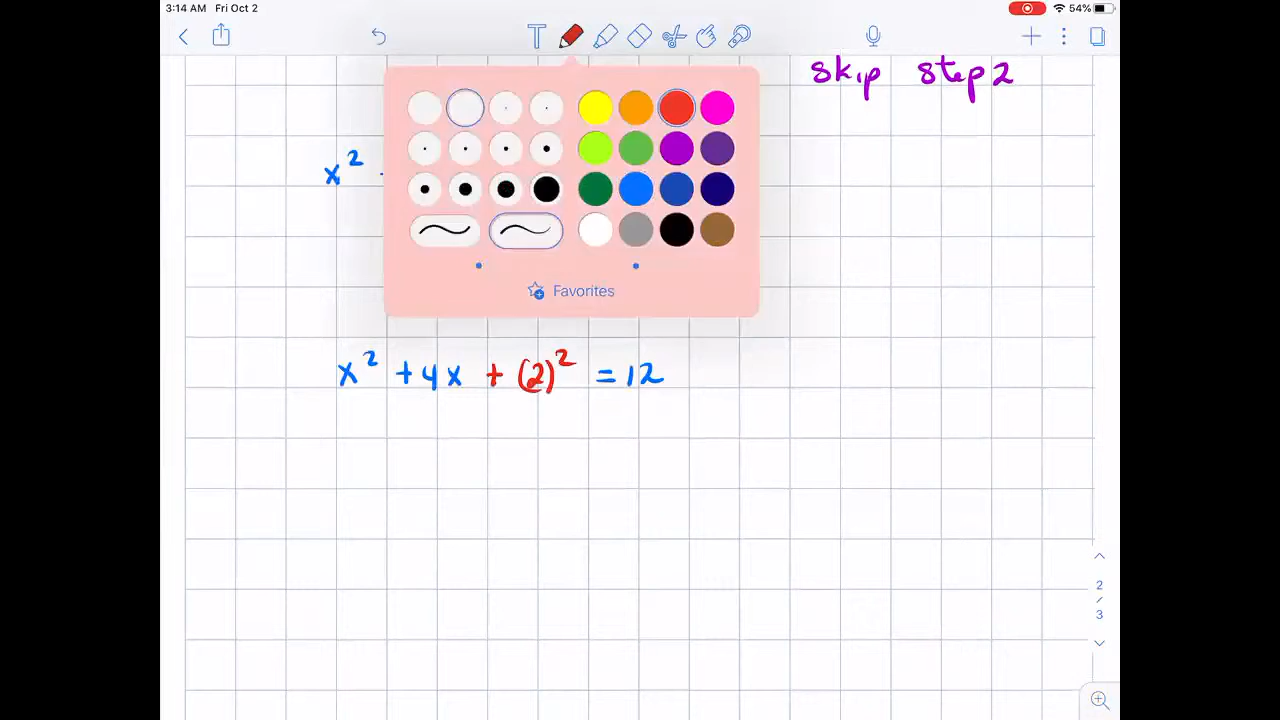 3:14 AM Fri Oct 2
54%
T
skip step 2
x²
Favorites
x² + 4x + (2)² = 12
2
/
3